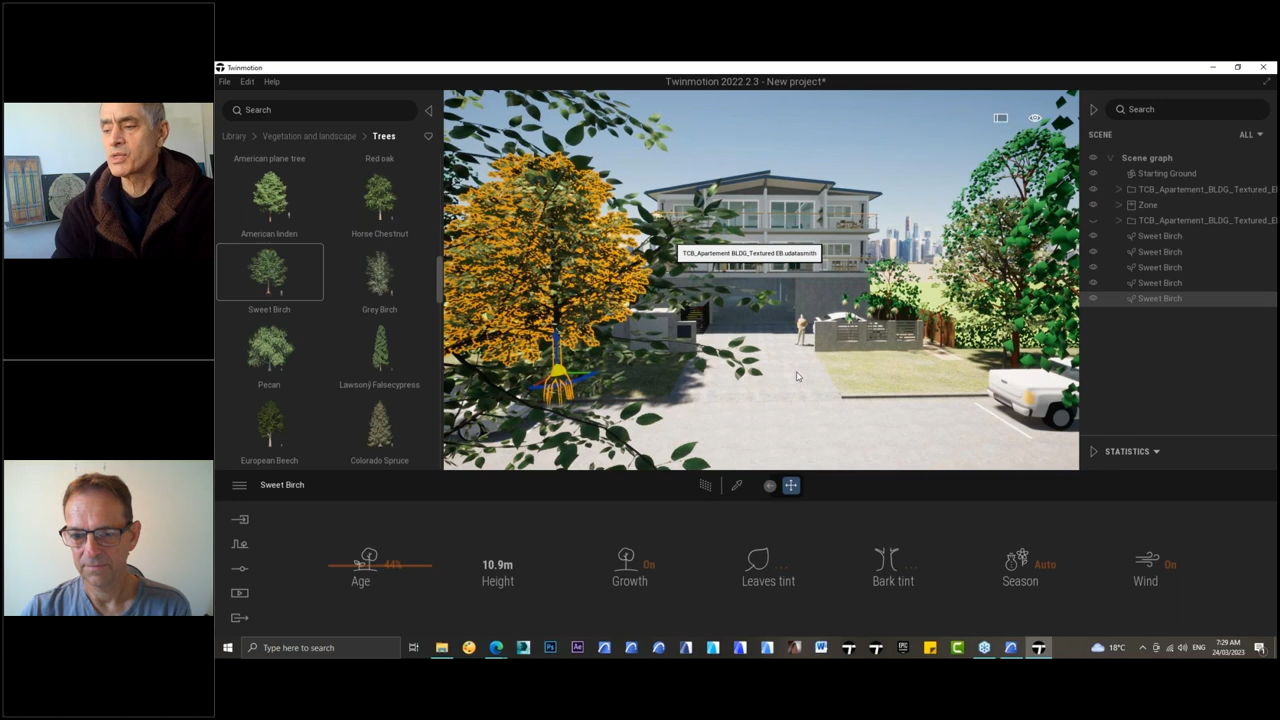 Twinmotion
File Edit Help
Twinmotion 2022.2.3 - New project*
Search
Library > Vegetation and landscape > Trees
American plane tree
Red oak
American linden
Horse Chestnut
Sweet Birch
Grey Birch
Pecan
Lawsony Falsecypress
European Beech
Colorado Spruce
TCB_Apartement BLDG_Textured EB.udatasmith
Search
SCENE
ALL
Scene graph
Starting Ground
TCB_Apartement_BLDG_Textured_E
Zone
TCB_Apartement_BLDG_Textured_E
Sweet Birch
Sweet Birch
Sweet Birch
Sweet Birch
Sweet Birch
STATISTICS
Sweet Birch
44%
Age
10.9m
Height
On
Growth
...
Leaves tint
...
Bark tint
Auto
Season
On
Wind
Type here to search
Ps
Ae
W
EPIC
18°C
ENG
7:29 AM
24/03/2023